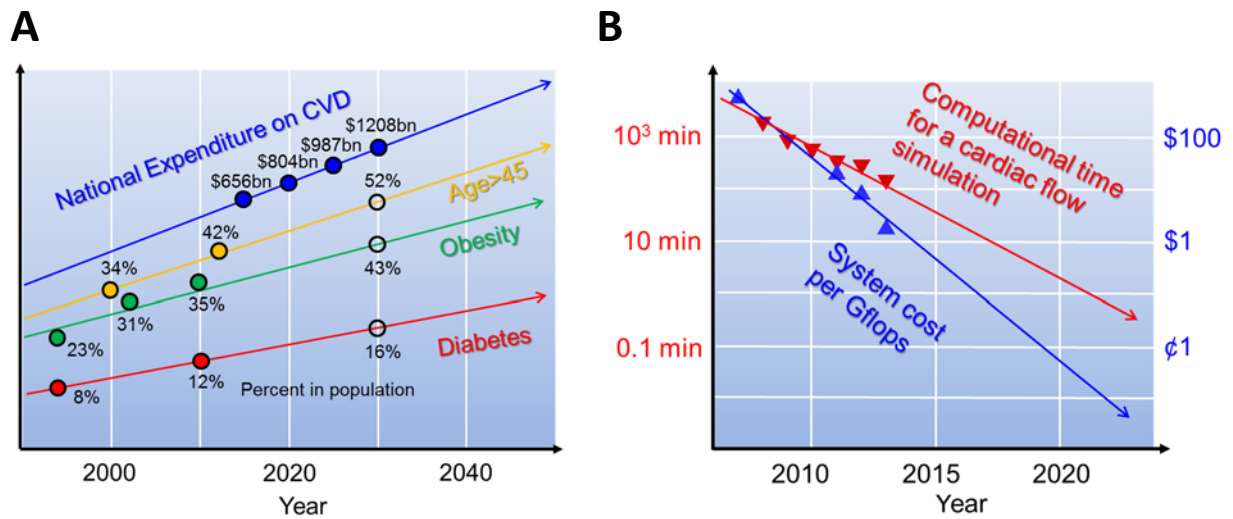 A
National Expenditure on CVD
$656bn
$804bn
$987bn
$1208bn
Age>45
34%
42%
52%
Obesity
23%
31%
35%
43%
Diabetes
8%
12%
16%
Percent in population
2000
2020
2040
Year
B
10³ min
10 min
0.1 min
$100
$1
¢1
Computational time
for a cardiac flow
simulation
System cost
per Gflops
2010
2015
2020
Year